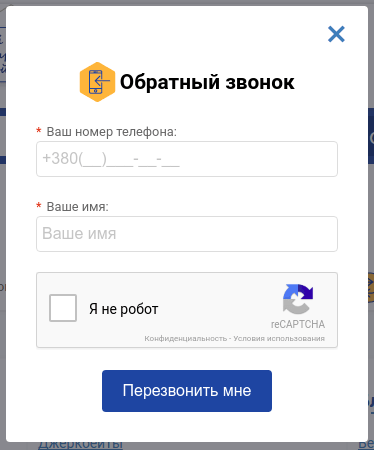 Обратный звонок
* Ваш номер телефона:
+380(__)___-__-__
* Ваше имя:
Ваше имя
Я не робот
reCAPTCHA
Конфиденциальность - Условия использования
Перезвонить мне
Джеркбейты